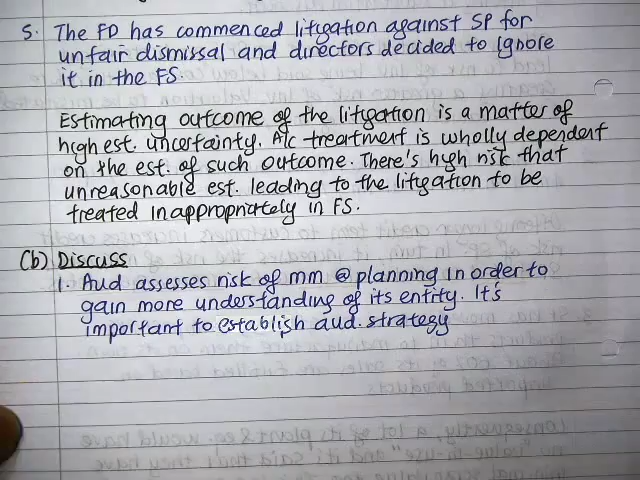 5. The FD has commenced litigation against SP for
unfair dismissal and directors decided to ignore
it in the FS.
Estimating outcome of the litigation is a matter of
high est. uncertainty. A/c treatment is wholly dependent
on the est. of such outcome. There's high risk that
unreasonable est. leading to the litigation to be
treated inappropriately in FS.
(b) Discuss
1. Aud assesses risk of mm @ planning in order to
gain more understanding of its entity. It's
important to establish aud. strategy